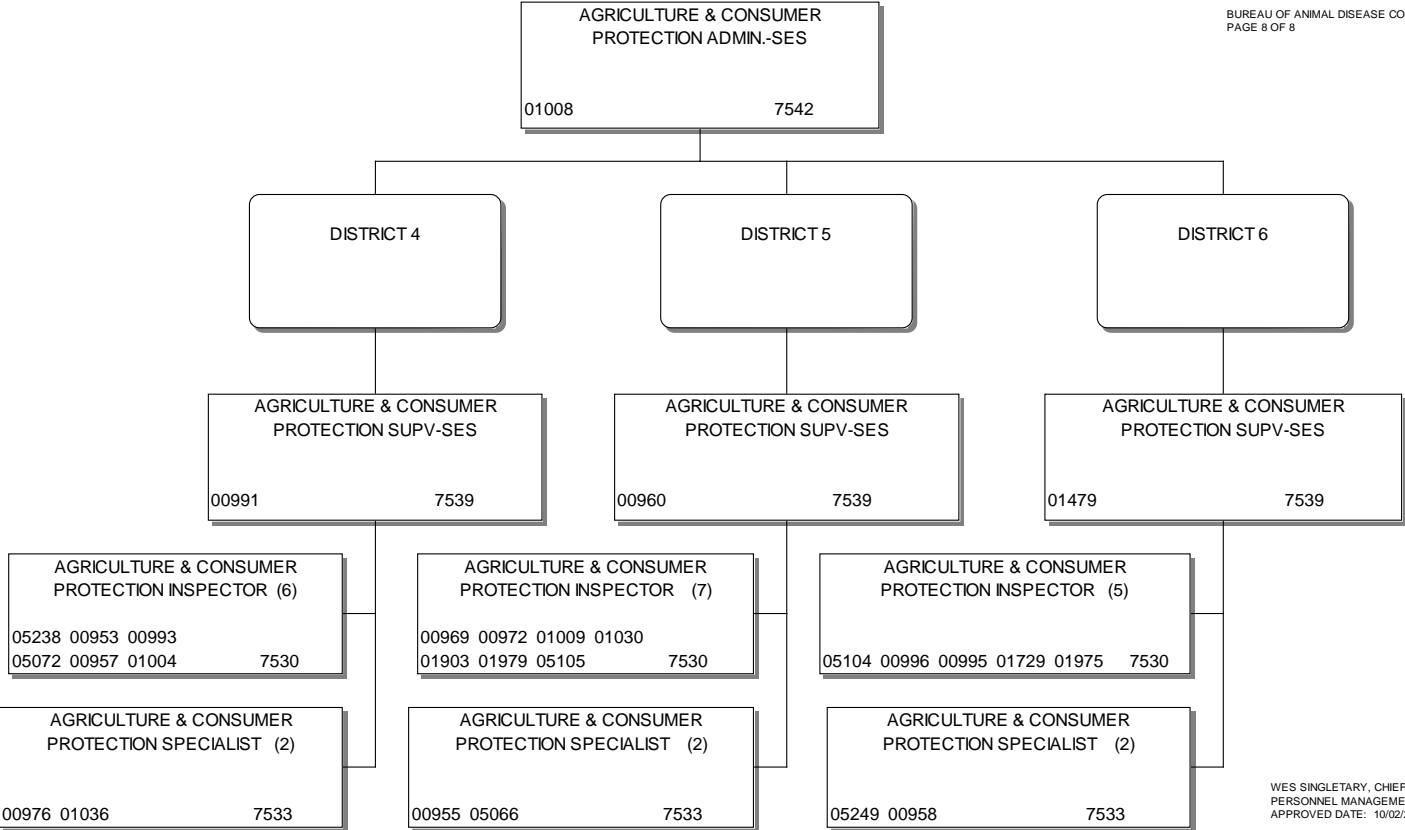 AGRICULTURE & CONSUMER
PROTECTION ADMIN.-SES
01008 7542
BUREAU OF ANIMAL DISEASE
PAGE 8 OF 8
DISTRICT 4
DISTRICT 5
DISTRICT 6
AGRICULTURE & CONSUMER
PROTECTION SUPV-SES
00991 7539
AGRICULTURE & CONSUMER
PROTECTION SUPV-SES
00960 7539
AGRICULTURE & CONSUMER
PROTECTION SUPV-SES
01479 7539
AGRICULTURE & CONSUMER
PROTECTION INSPECTOR (6)
05238 00953 00993
05072 00957 01004 7530
AGRICULTURE & CONSUMER
PROTECTION INSPECTOR (7)
00969 00972 01009 01030
01903 01979 05105 7530
AGRICULTURE & CONSUMER
PROTECTION INSPECTOR (5)
05104 00996 00995 01729 01975 7530
AGRICULTURE & CONSUMER
PROTECTION SPECIALIST (2)
00976 01036 7533
AGRICULTURE & CONSUMER
PROTECTION SPECIALIST (2)
00955 05066 7533
AGRICULTURE & CONSUMER
PROTECTION SPECIALIST (2)
05249 00958 7533
WES SINGLETARY, CHIEF
PERSONNEL
APPROVED DATE: 10/02/